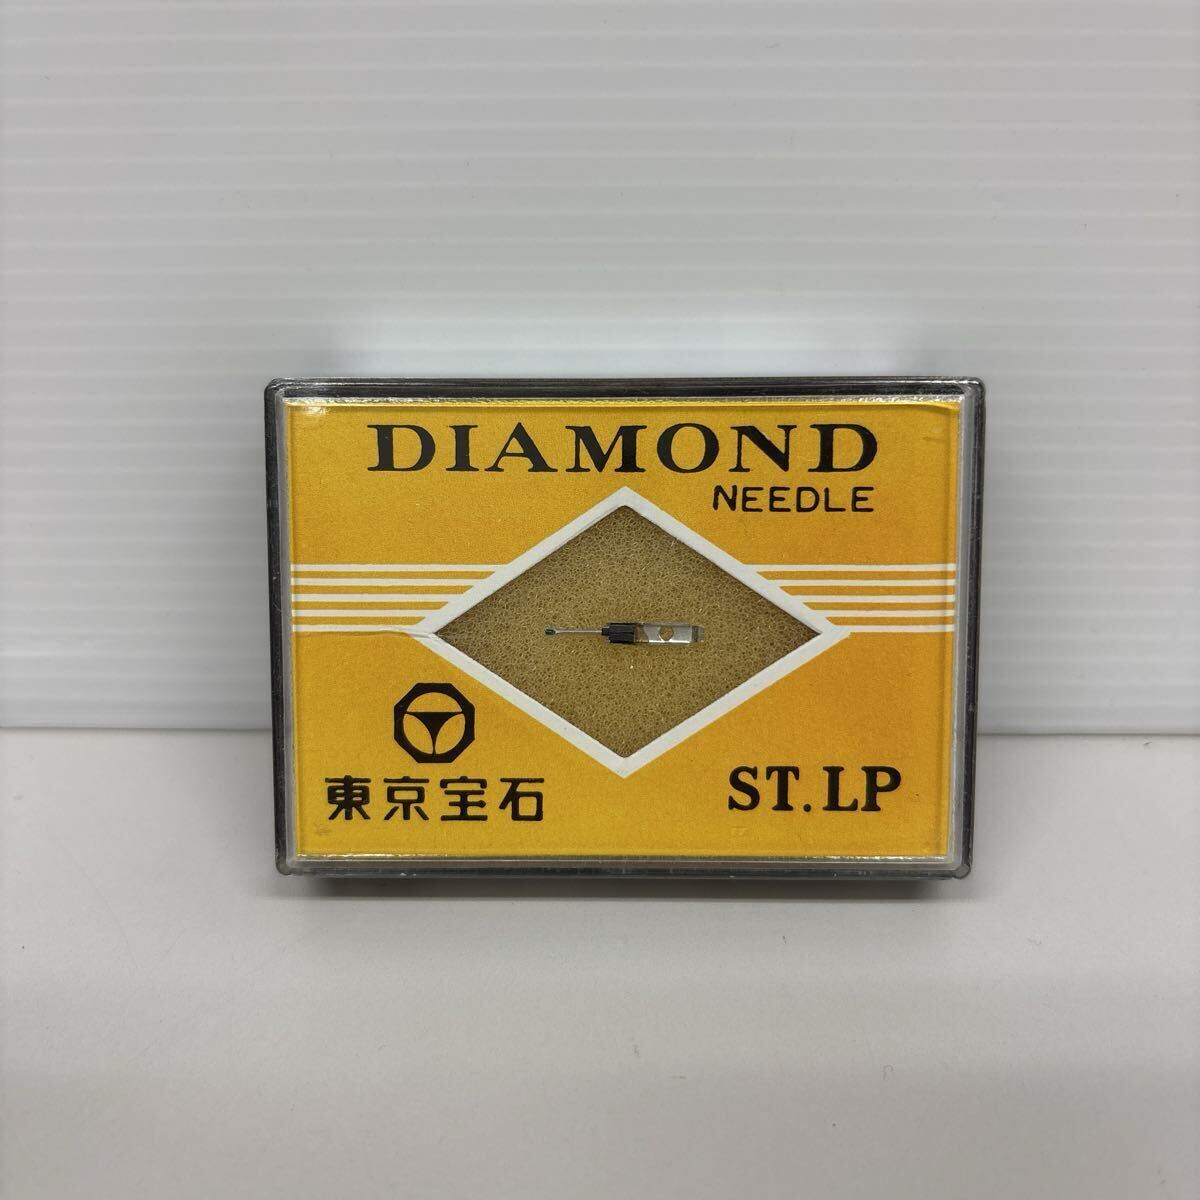 DIAMOND
NEEDLE
東京宝石
ST.LP